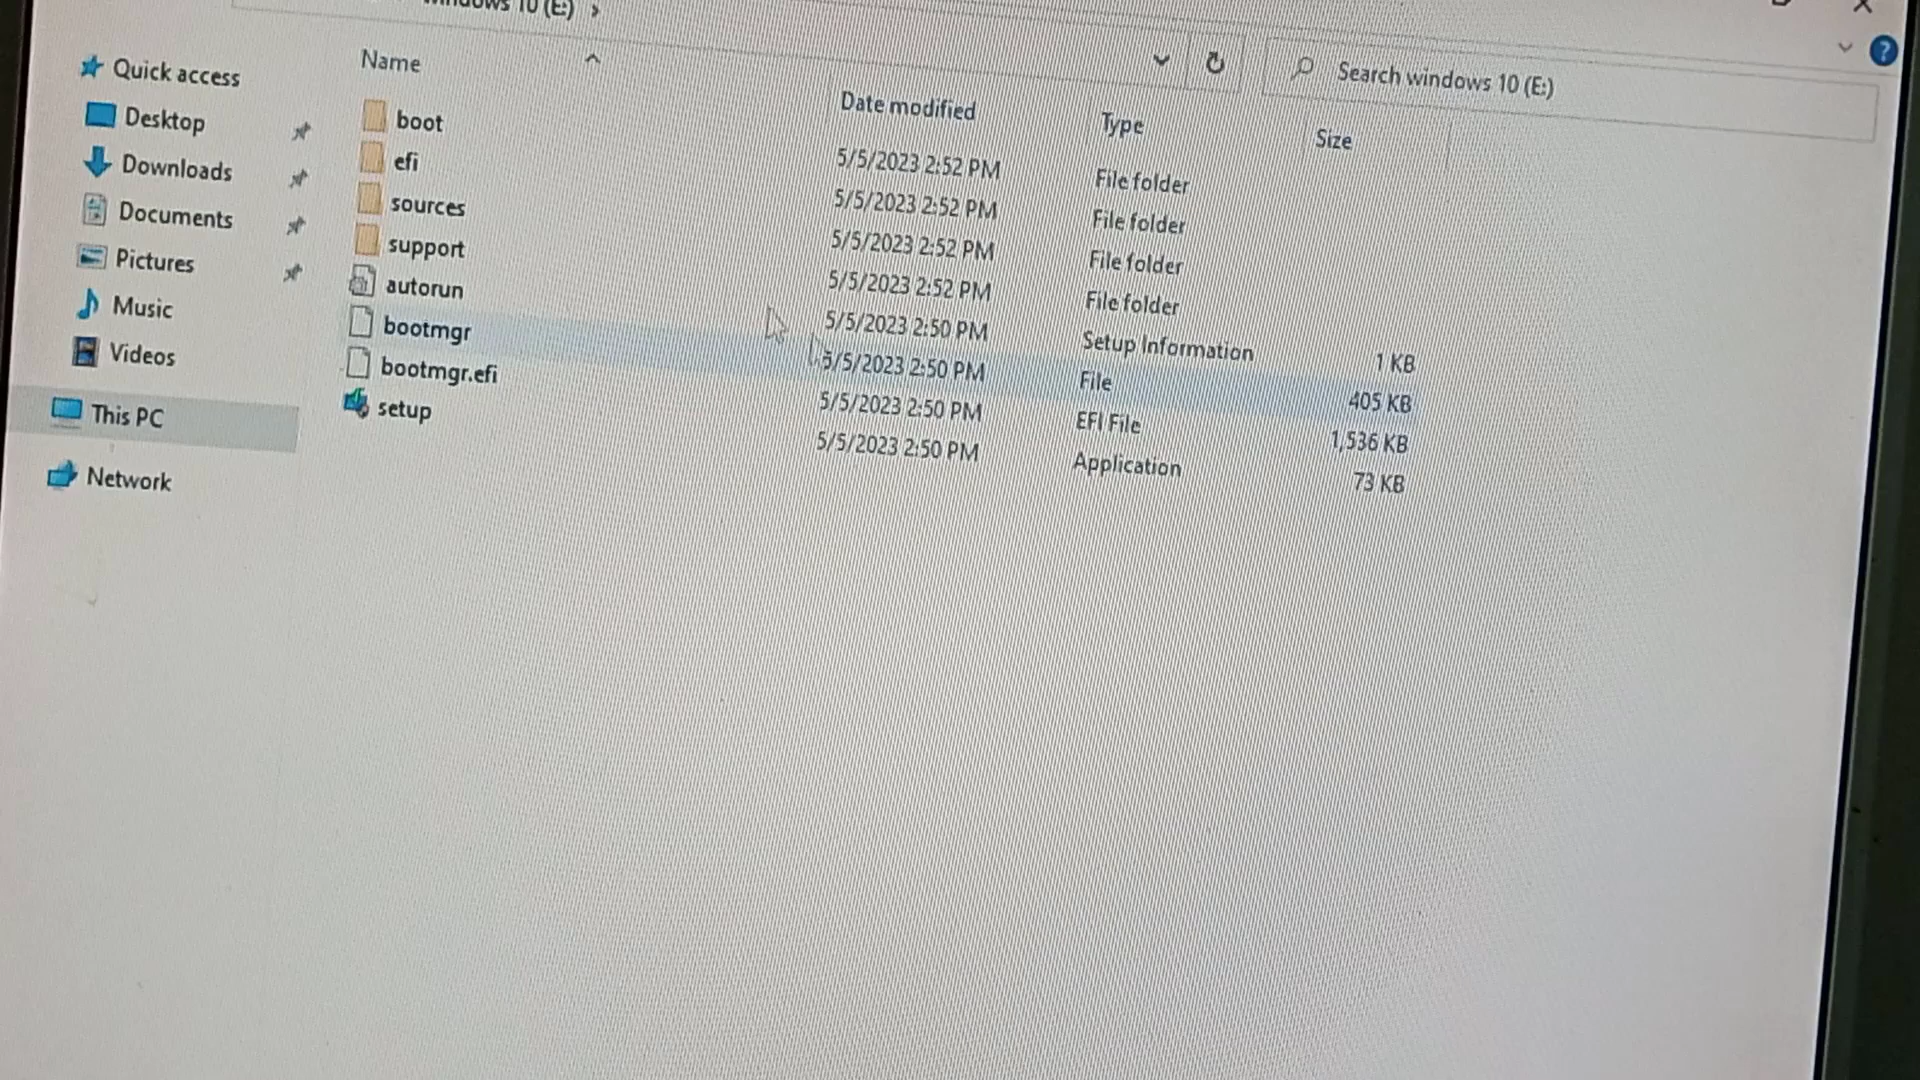 windows 10 (E:) >
Search windows 10 (E:)
Name Date modified Type Size
Quick access
Desktop
Downloads
Documents
Pictures
Music
Videos
This PC
Network
boot 5/5/2023 2:52 PM File folder
efi 5/5/2023 2:52 PM File folder
sources 5/5/2023 2:52 PM File folder
support 5/5/2023 2:52 PM File folder
autorun 5/5/2023 2:50 PM Setup Information 1 KB
bootmgr 5/5/2023 2:50 PM File 405 KB
bootmgr.efi 5/5/2023 2:50 PM EFI File 1,536 KB
setup 5/5/2023 2:50 PM Application 73 KB